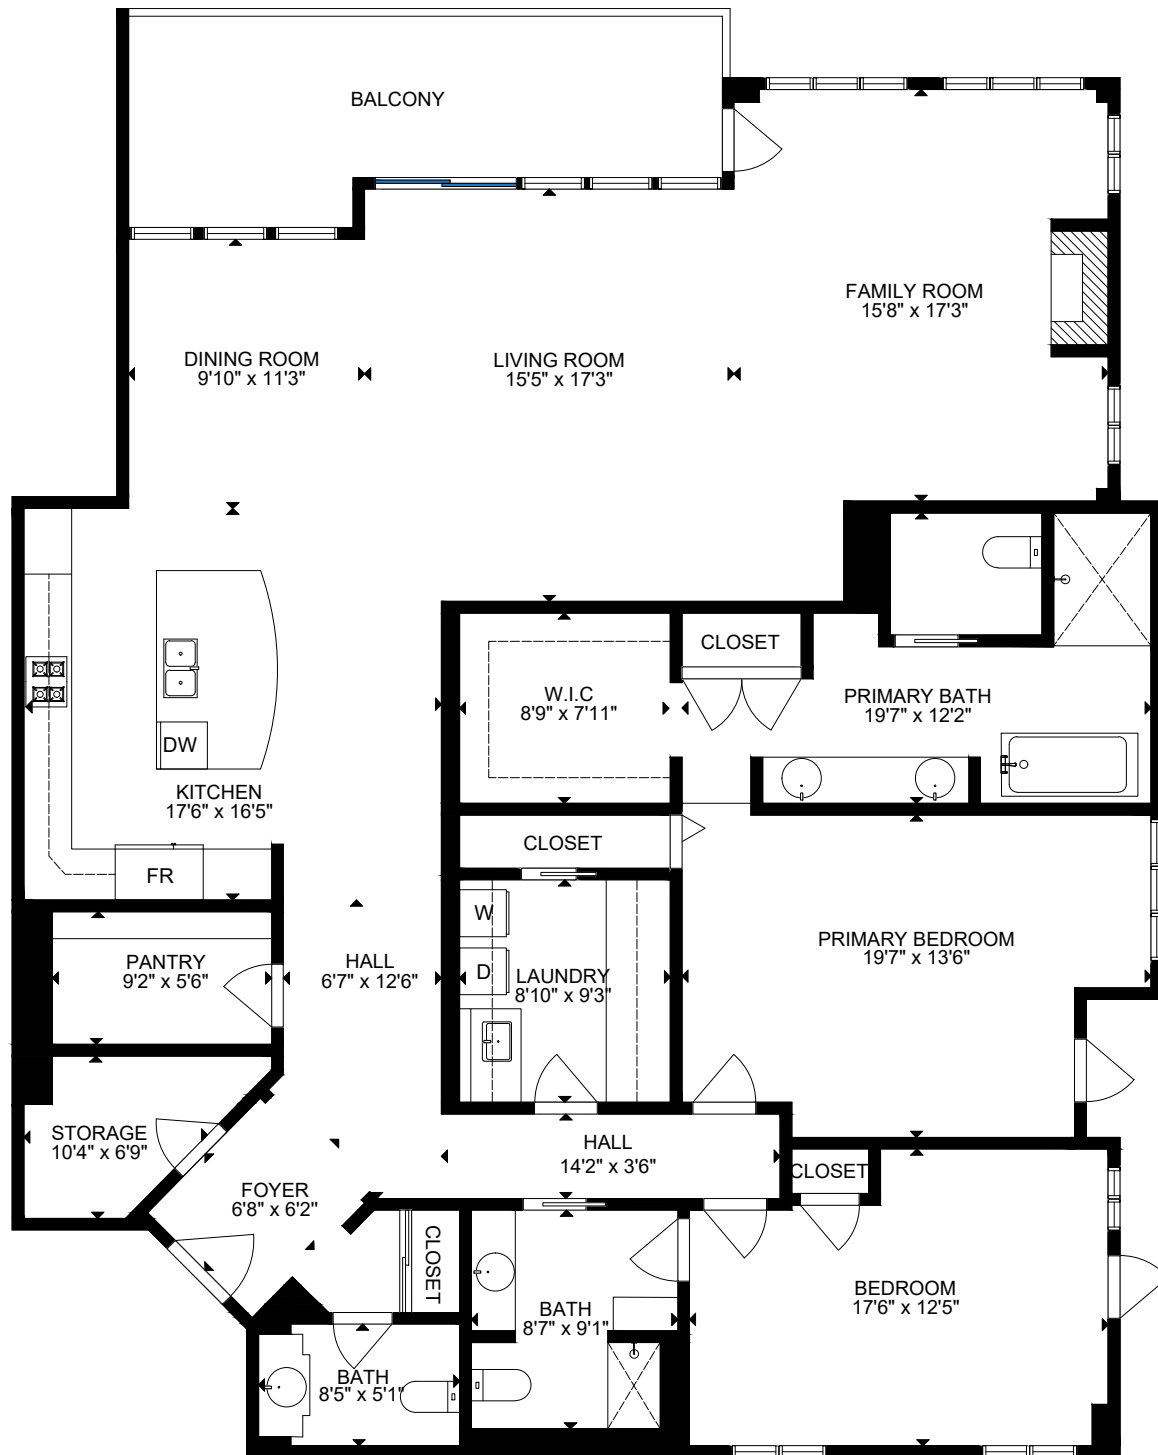 BALCONY
FAMILY ROOM
15'8" x 17'3"
DINING ROOM
9'10" x 11'3"
LIVING ROOM
15'5" x 17'3"
CLOSET
W.I.C
8'9" x 7'11"
PRIMARY BATH
19'7" x 12'2"
DW
KITCHEN
17'6" x 16'5"
CLOSET
FR
W
PRIMARY BEDROOM
19'7" x 13'6"
PANTRY
9'2" x 5'6"
HALL
6'7" x 12'6"
D
LAUNDRY
8'10" x 9'3"
STORAGE
10'4" x 6'9"
HALL
14'2" x 3'6"
CLOSET
FOYER
6'8" x 6'2"
CLOSET
BEDROOM
17'6" x 12'5"
BATH
8'7" x 9'1"
BATH
8'5" x 5'1"